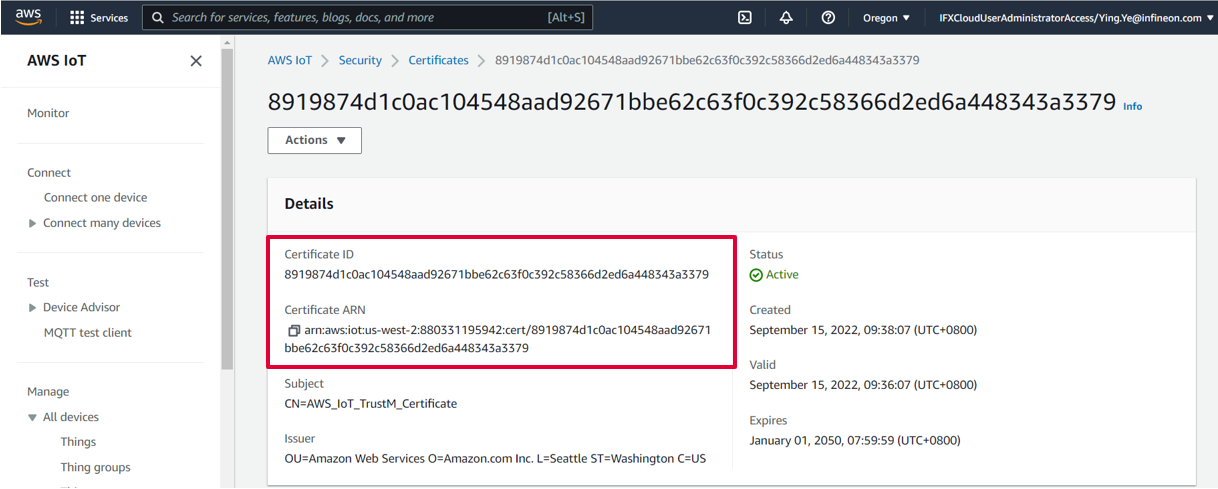 aws
Services
Search for services, features, blogs, docs, and more
[Alt+S]
Oregon
IFXCloudUserAdministratorAccess/Ying.Ye@infineon.com
AWS IoT
Monitor
Connect
Connect one device
Connect many devices
Test
Device Advisor
MQTT test client
Manage
All devices
Things
Thing groups
AWS IoT > Security > Certificates > 8919874d1c0ac104548aad92671bbe62c63f0c392c58366d2ed6a448343a3379
8919874d1c0ac104548aad92671bbe62c63f0c392c58366d2ed6a448343a3379 Info
Actions
Details
Certificate ID
8919874d1c0ac104548aad92671bbe62c63f0c392c58366d2ed6a448343a3379
Certificate ARN
arn:aws:iot:us-west-2:880331195942:cert/8919874d1c0ac104548aad92671
bbe62c63f0c392c58366d2ed6a448343a3379
Subject
CN=AWS_IoT_TrustM_Certificate
Issuer
OU=Amazon Web Services O=Amazon.com Inc. L=Seattle ST=Washington C=US
Status
Active
Created
September 15, 2022, 09:38:07 (UTC+0800)
Valid
September 15, 2022, 09:36:07 (UTC+0800)
Expires
January 01, 2050, 07:59:59 (UTC+0800)